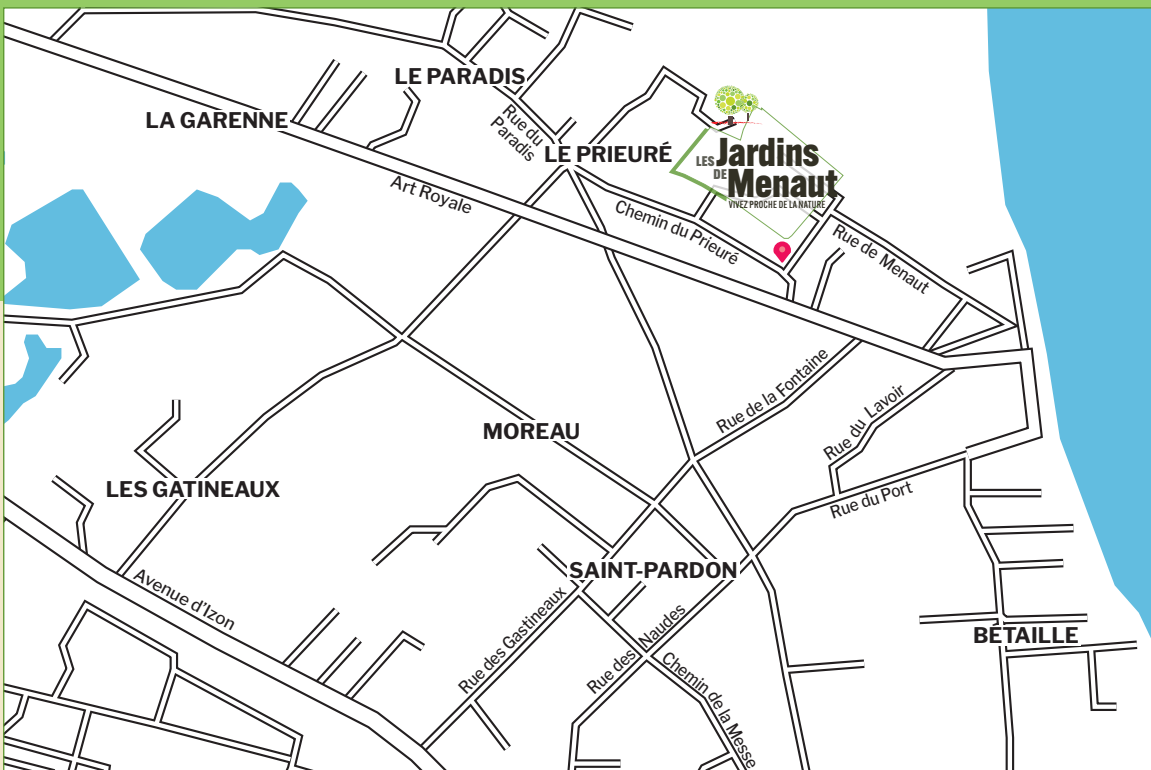 LE PARADIS
LA GARENNE
Rue du
Paradis
LE PRIEURÉ
LES Jardins
DE Menaut
VIVEZ PROCHE DE LA NATURE
Art Royale
Chemin du Prieuré
Rue de Menaut
Rue de la Fontaine
Rue du Lavoir
MOREAU
LES GATINEAUX
Rue du Port
SAINT-PARDON
Avenue d'Izon
Rue des Gastineaux
Rue des Naudes
Chemin de la Messe
BÉTAILLE